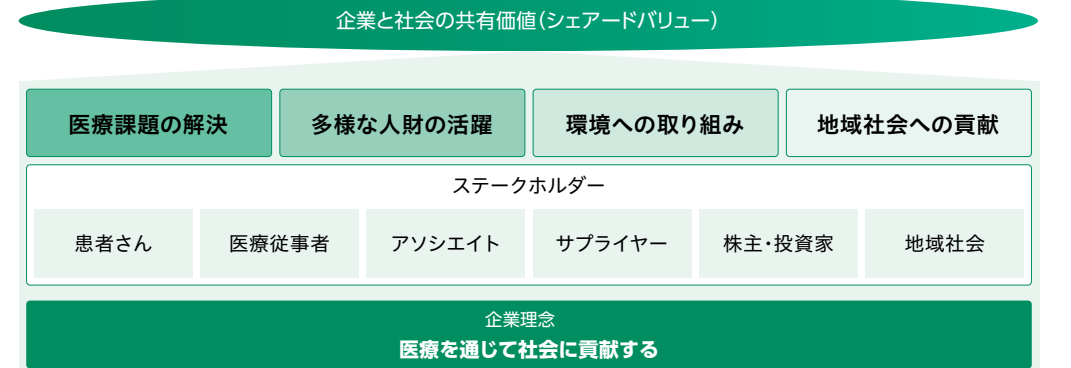 企業と社会の共有価値(シェアードバリュー)
医療課題の解決
多様な人財の活躍
環境への取り組み
地域社会への貢献
ステークホルダー
患者さん
医療従事者
アソシエイト
サプライヤー
株主・投資家
地域社会
企業理念
医療を通じて社会に貢献する